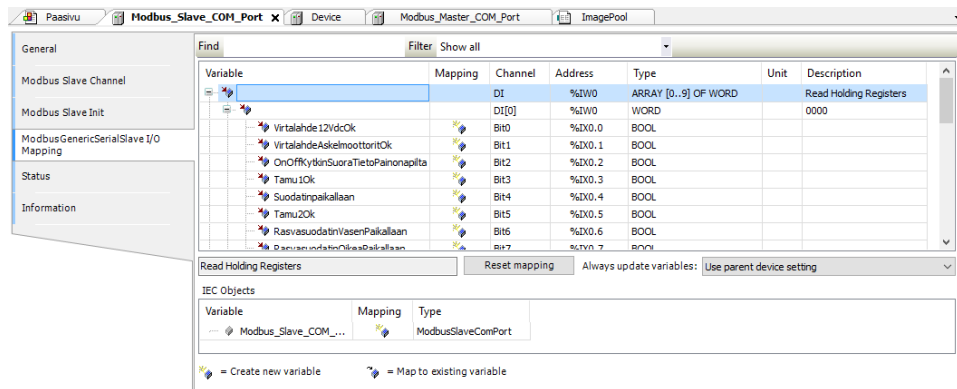 Paasivu Modbus_Slave_COM_Port Device Modbus_Master_COM_Port ImagePool
General
Modbus Slave Channel
Modbus Slave Init
ModbusGenericSerialSlave I/O
Mapping
Status
Information
Find Filter Show all
Variable Mapping Channel Address Type Unit Description
DI %IW0 ARRAY [0..9] OF WORD Read Holding Registers
DI[0] %IW0 WORD 0000
Virtalahde12VdcOk Bit0 %IX0.0 BOOL
VirtalahdeAskelmoottoritOk Bit1 %IX0.1 BOOL
OnOffKytkinSuoraTietoPainonapilta Bit2 %IX0.2 BOOL
Tamu1Ok Bit3 %IX0.3 BOOL
Suodatinpaikallaan Bit4 %IX0.4 BOOL
Tamu2Ok Bit5 %IX0.5 BOOL
RasvasuodatinVasenPaikallaan Bit6 %IX0.6 BOOL
RasvasuodatinOikeaPaikallaan Bit7 %IX0.7 BOOL
Read Holding Registers Reset mapping Always update variables: Use parent device setting
IEC Objects
Variable Mapping Type
Modbus_Slave_COM_... ModbusSlaveComPort
= Create new variable = Map to existing variable